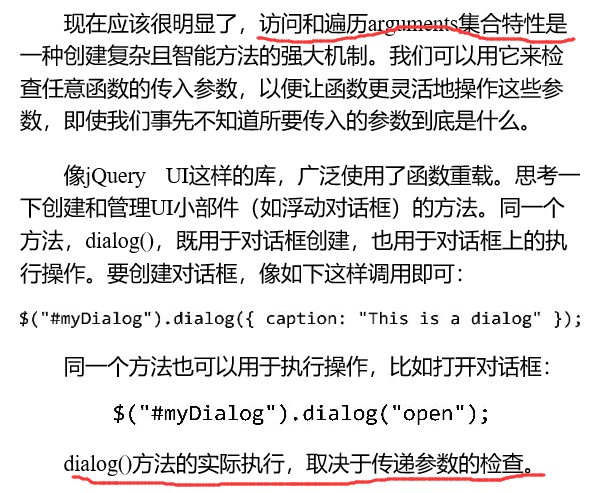 现在应该很明显了，访问和遍历arguments集合特性是
一种创建复杂且智能方法的强大机制。我们可以用它来检
查任意函数的传入参数，以便让函数更灵活地操作这些参
数，即使我们事先不知道所要传入的参数到底是什么。
像jQuery UI这样的库，广泛使用了函数重载。思考一
下创建和管理UI小部件（如浮动对话框）的方法。同一个
方法，dialog()，既用于对话框创建，也用于对话框上的执
行操作。要创建对话框，像如下这样调用即可：
$("#myDialog").dialog({ caption: "This is a dialog" });
同一个方法也可以用于执行操作，比如打开对话框：
$("#myDialog").dialog("open");
dialog()方法的实际执行，取决于传递参数的检查。